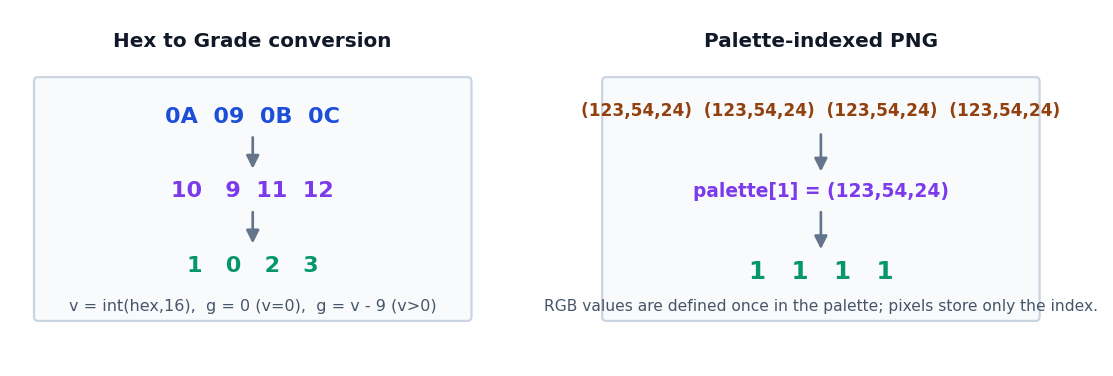 Hex to Grade conversion
0A 09 0B 0C
10 9 11 12
1 0 2 3
v = int(hex,16), g = 0 (v=0), g = v - 9 (v>0)
Palette-indexed PNG
(123,54,24) (123,54,24) (123,54,24) (123,54,24)
palette[1] = (123,54,24)
1 1 1 1
RGB values are defined once in the palette; pixels store only the index.